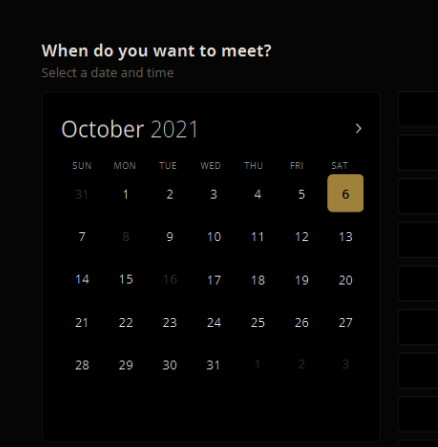 When do you want to meet?
Select a date and time
October 2021
SUN MON TUE WED THU FRI SAT
31 1 2 3 4 5 6
7 8 9 10 11 12 13
14 15 16 17 18 19 20
21 22 23 24 25 26 27
28 29 30 31 1 2 3